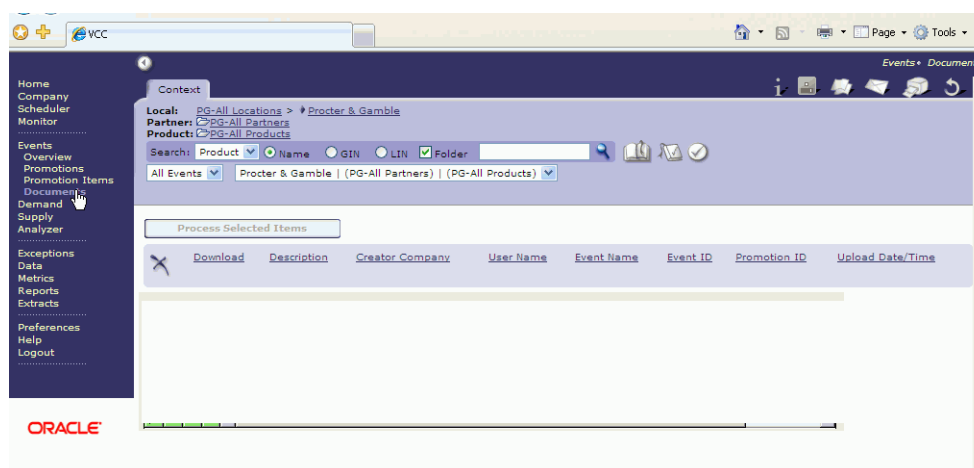 VCC
Page
Tools
Events• Documen
Home
Company
Scheduler
Monitor
Events
Overview
Promotions
Promotion Items
Documents
Demand
Supply
Analyzer
Exceptions
Data
Metrics
Reports
Extracts
Preferences
Help
Logout
ORACLE
Context
Local: PG-All Locations > Procter & Gamble
Partner: PG-All Partners
Product: PG-All Products
Search: Product Name GIN LIN Folder
All Events Procter & Gamble | (PG-All Partners) | (PG-All Products)
Process Selected Items
Download Description Creator Company User Name Event Name Event ID Promotion ID Upload Date/Time